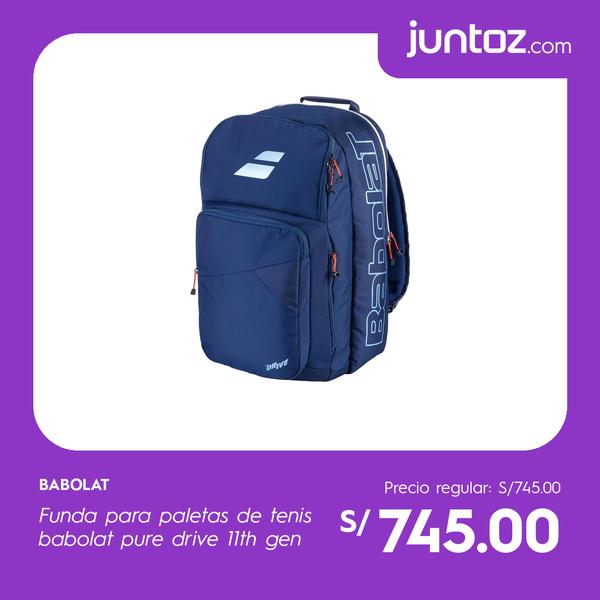 juntoz.com
Babolat
DRIVE
BABOLAT
Funda para paletas de tenis
babolat pure drive 11th gen
Precio regular: S/745.00
S/ 745.00